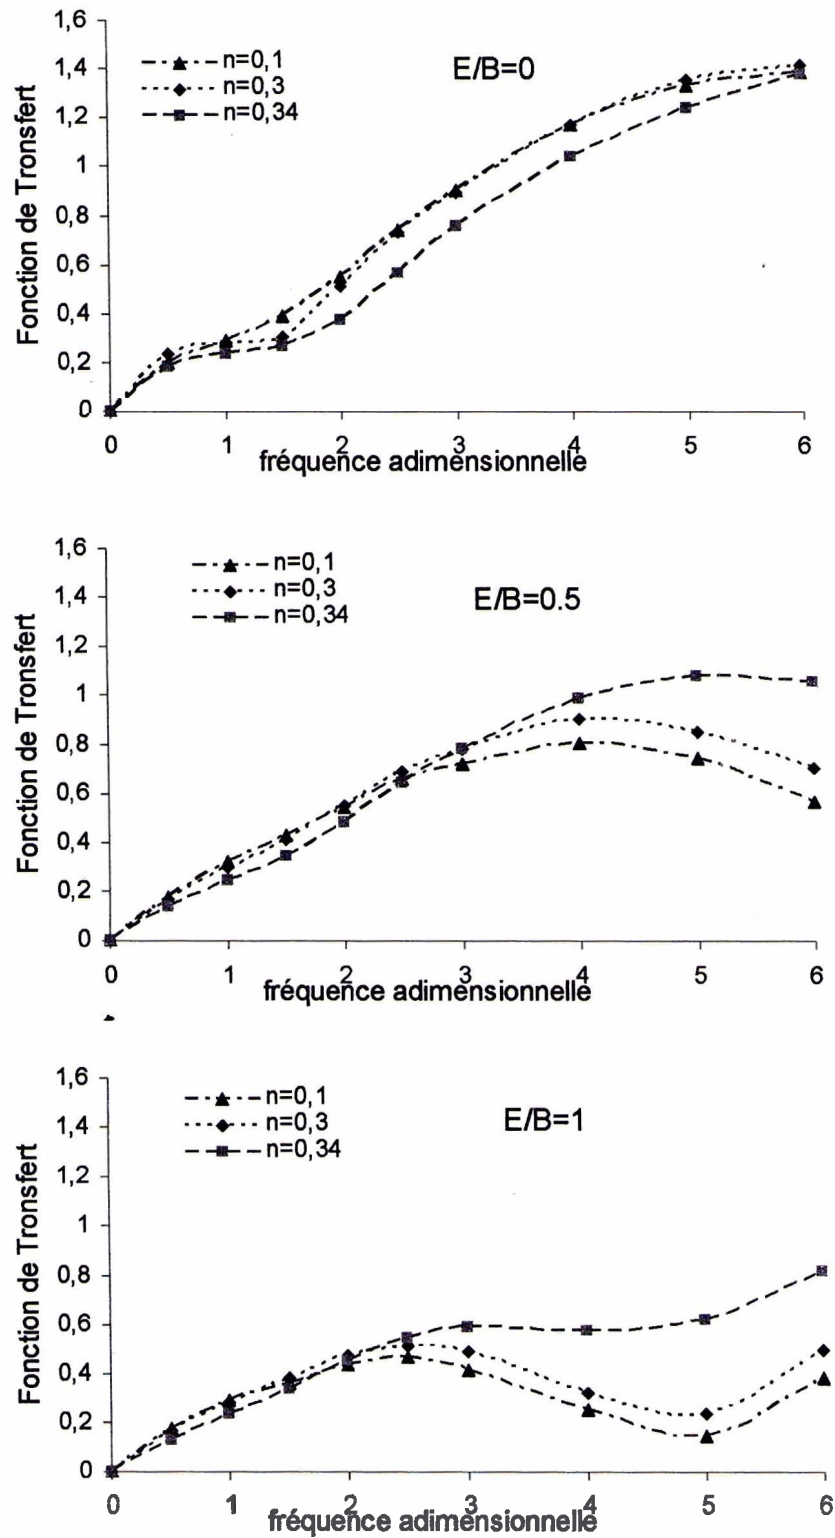 1,6
1,4
1,2
1
0,8
0,6
0,4
0,2
0
Fonction de Tronsfert
n=0,1
n=0,3
n=0,34
E/B=0
0 1 2 3 4 5 6
fréquence adimensionnelle
1,6
1,4
1,2
1
0,8
0,6
0,4
0,2
0
Fonction de Tronsfert
n=0,1
n=0,3
n=0,34
E/B=0.5
0 1 2 3 4 5 6
fréquence adimensionnelle
1,6
1,4
1,2
1
0,8
0,6
0,4
0,2
0
Fonction de Tronsfert
n=0,1
n=0,3
n=0,34
E/B=1
0 1 2 3 4 5 6
fréquence adimensionnelle